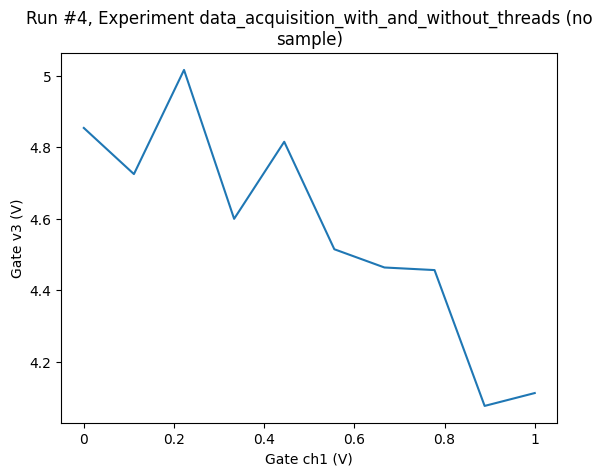 Run #4, Experiment data_acquisition_with_and_without_threads (no
sample)
5
4.8
4.6
4.4
4.2
Gate v3 (V)
0
0.2
0.4
0.6
0.8
1
Gate ch1 (V)